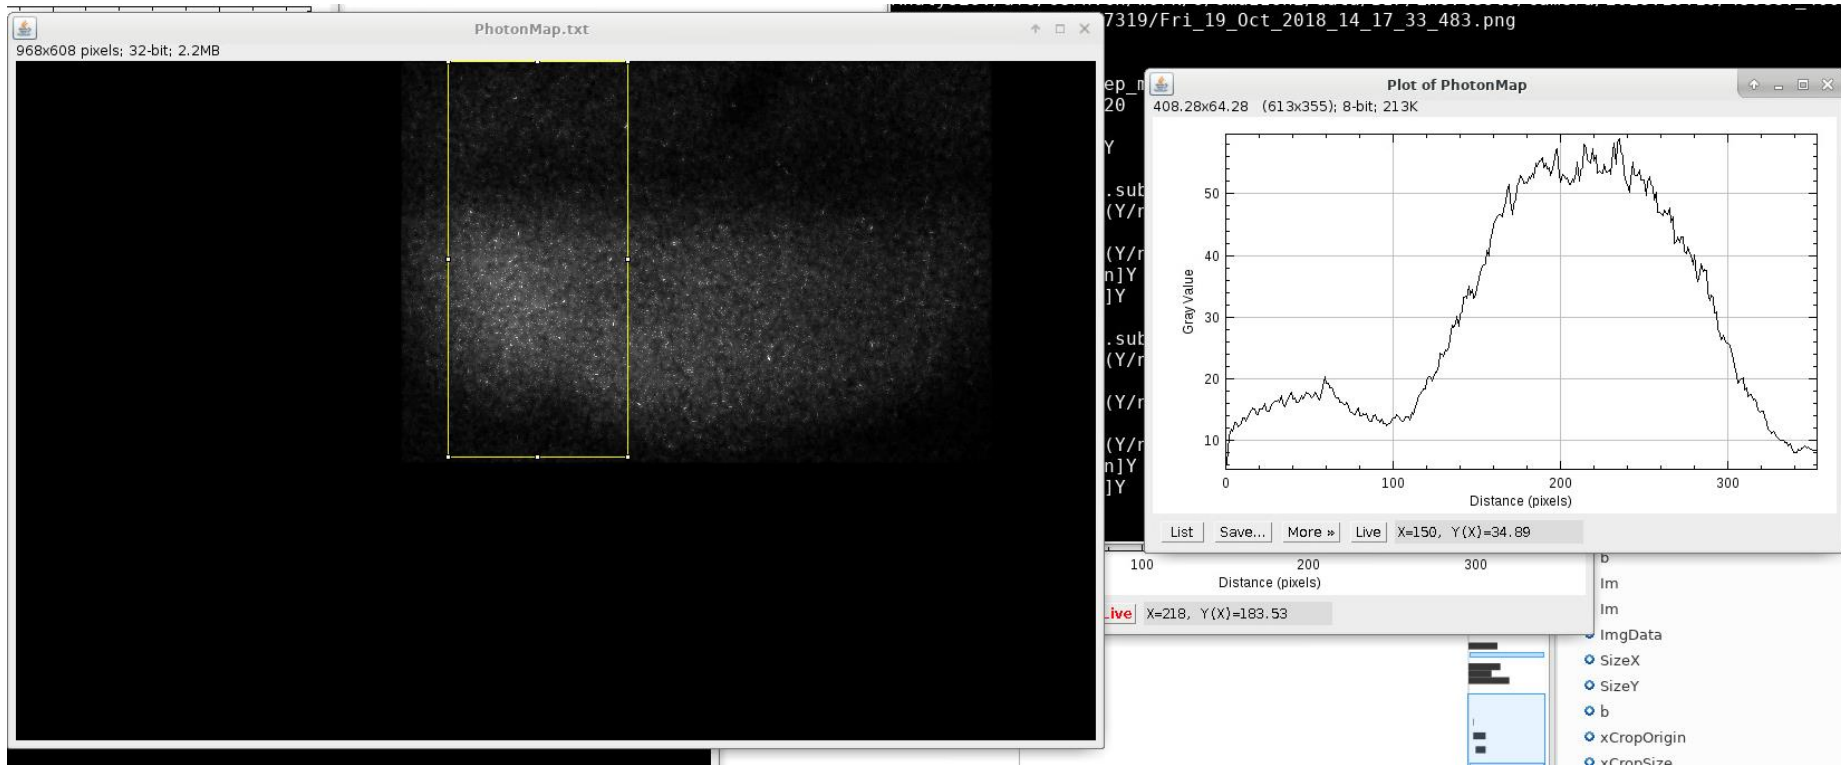 PhotonMap.txt
968x608 pixels; 32-bit; 2.2MB
7319/Fri_19_Oct_2018_14_17_33_483.png
ep_m
20
Y
.sub
(Y/n
(Y/n
n]Y
]Y
.sub
(Y/n
(Y/n
(Y/n
n]Y
]Y
Plot of PhotonMap
408.28x64.28 (613x355); 8-bit; 213K
50
40
30
20
10
Gray Value
0 100 200 300
Distance (pixels)
List Save... More » Live X=150, Y(X)=34.89
100 200 300
Distance (pixels)
Live X=218, Y(X)=183.53
b
Im
Im
ImgData
SizeX
SizeY
b
xCropOrigin
xCropSize